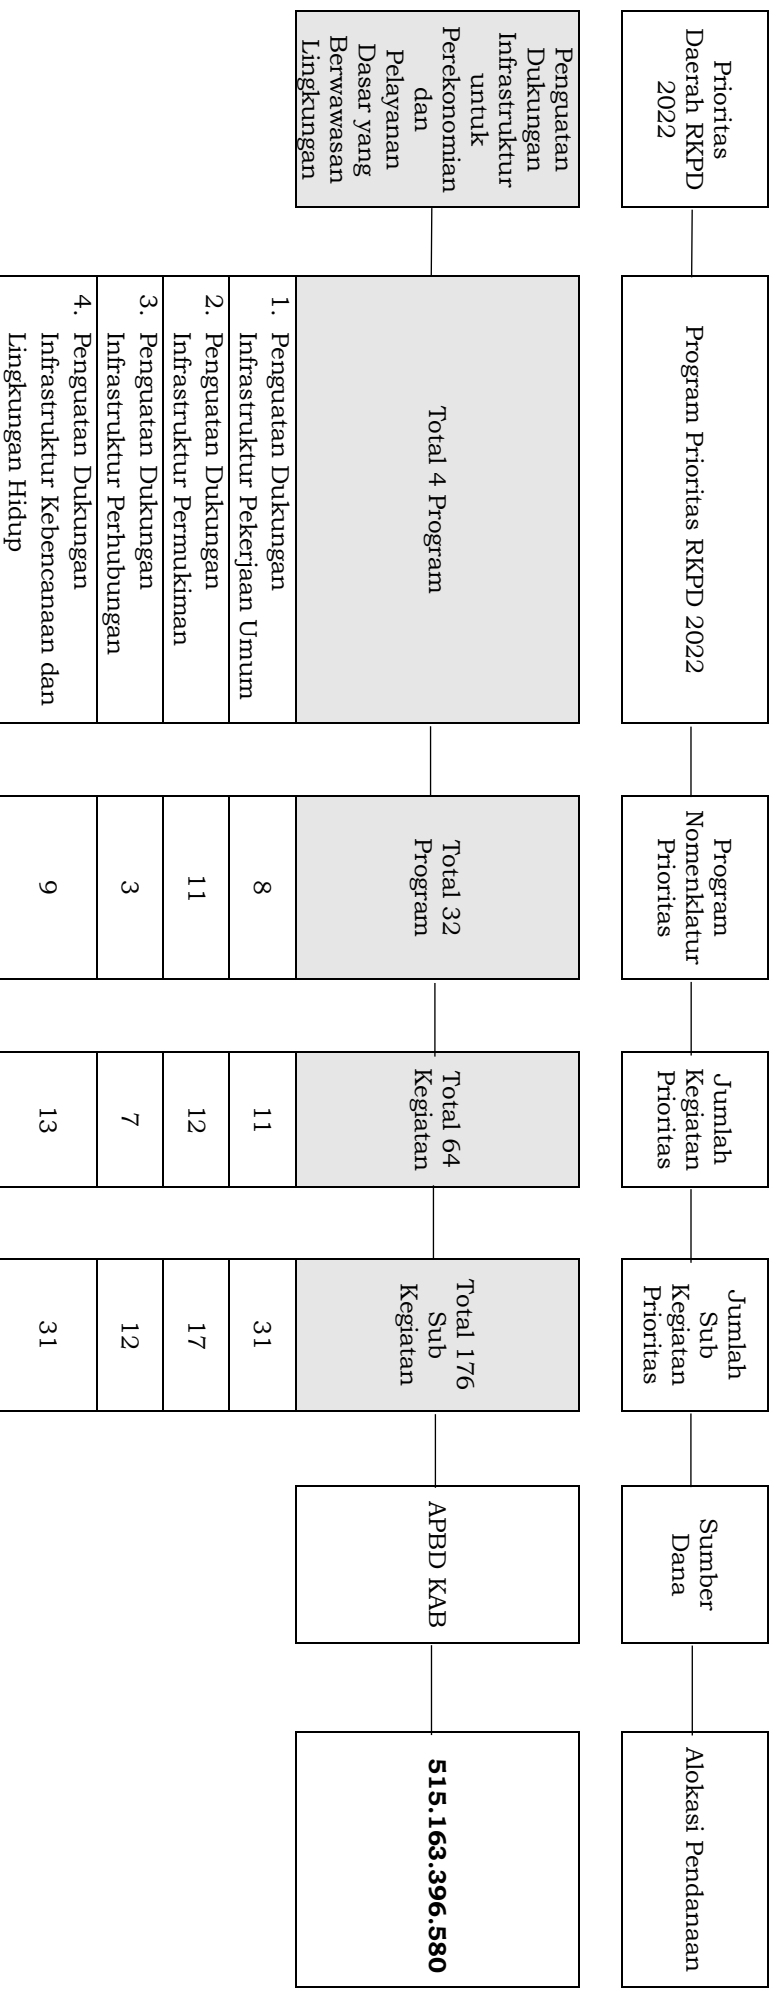 Prioritas
Daerah RKPD
2022
Program Prioritas RKPD 2022
Program
Nomenklatur
Prioritas
Jumlah
Kegiatan
Prioritas
Jumlah
Sub
Kegiatan
Prioritas
Sumber
Dana
Alokasi Pendanaan
Penguatan
Dukungan
Infrastruktur
untuk
Perekonomian
dan
Pelayanan
Dasar yang
Berwawasan
Lingkungan
Total 4 Program
Total 32
Program
Total 64
Kegiatan
Total 176
Sub
Kegiatan
APBD KAB
515.163.396.580
1. Penguatan Dukungan
Infrastruktur Pekerjaan Umum
8
11
31
2. Penguatan Dukungan
Infrastruktur Permukiman
11
12
17
3. Penguatan Dukungan
Infrastruktur Perhubungan
3
7
12
4. Penguatan Dukungan
Infrastruktur Kebencanaan dan
Lingkungan Hidup
9
13
31